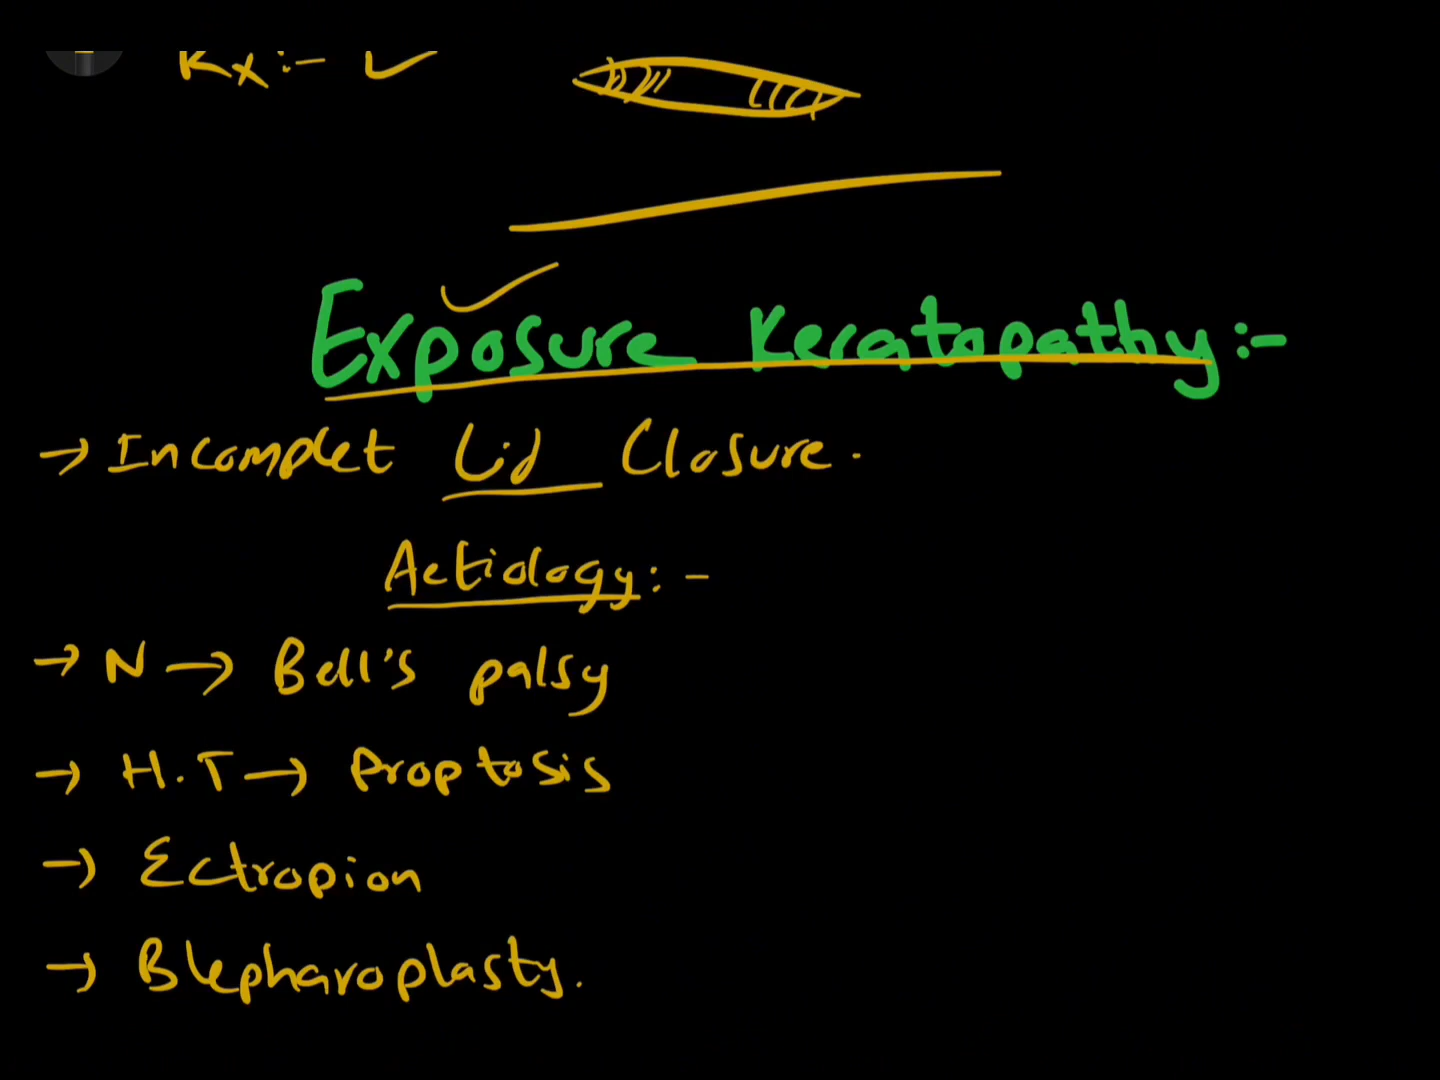 Rx:-
Exposure Keratopathy:-
→ Incomplet Lid Closure.
Aetiology:-
→ N → Bell's palsy
→ H.T → Proptosis
→ Ectropion
→ Blepharoplasty.